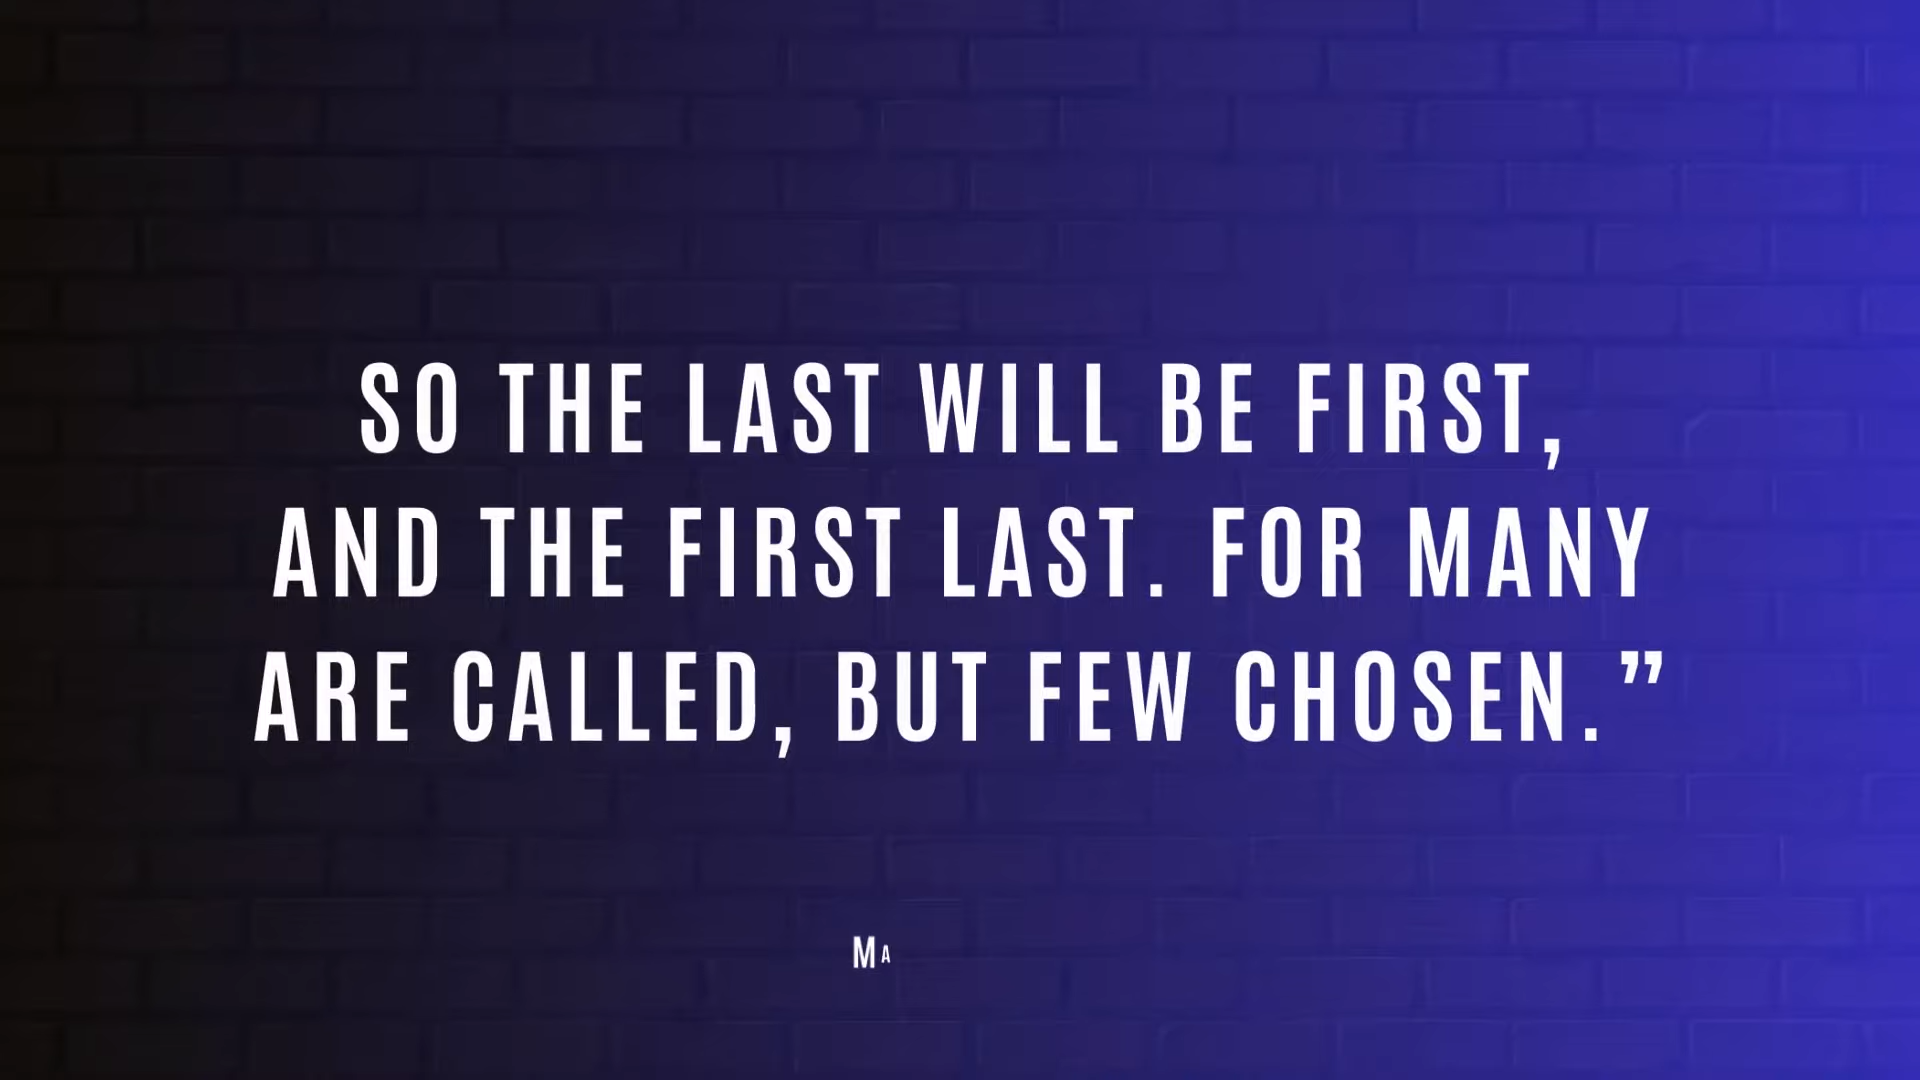 SO THE LAST WILL BE FIRST,
AND THE FIRST LAST. FOR MANY
ARE CALLED, BUT FEW CHOSEN.”
MA